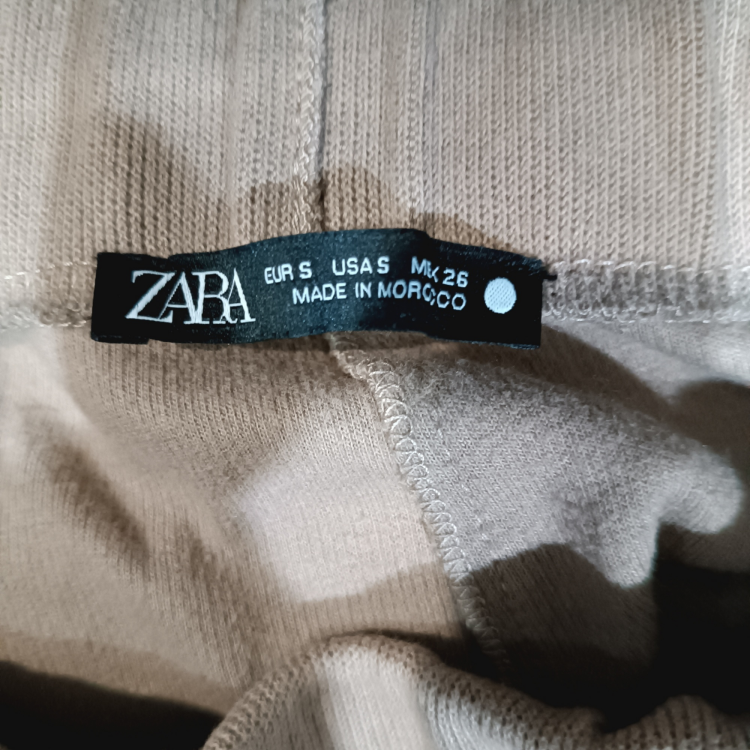 ZARA
EUR S USA S MEX 26
MADE IN MOROCCO